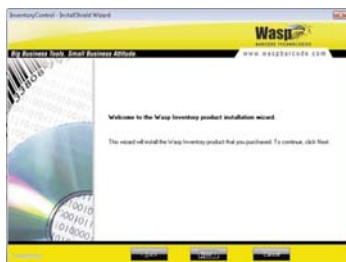 InventoryControl - InstallShield Wizard
Wasp
BARCODE TECHNOLOGIES
Big Business Tools. Small Business Attitude.
www.waspbarcode.com
Welcome to the Wasp Inventory product installation wizard.
This wizard will install the Wasp Inventory product that you purchased. To continue, click Next
Next
Cancel